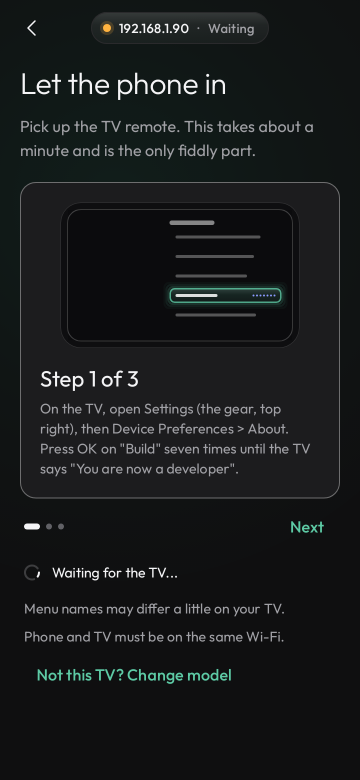 192.168.1.90 · Waiting
Let the phone in
Pick up the TV remote. This takes about a
minute and is the only fiddly part.
Step 1 of 3
On the TV, open Settings (the gear, top
right), then Device Preferences > About.
Press OK on "Build" seven times until the TV
says "You are now a developer".
Next
Waiting for the TV...
Menu names may differ a little on your TV.
Phone and TV must be on the same Wi-Fi.
Not this TV? Change model